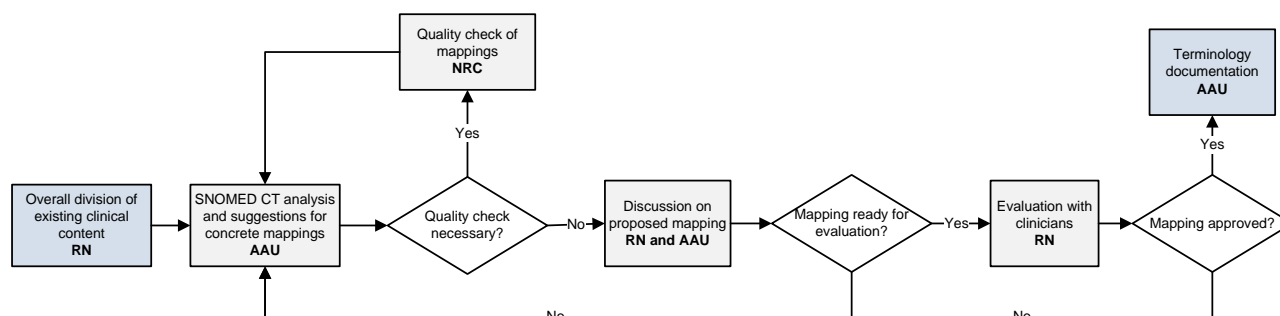 Quality check of
mappings
NRC
Terminology
documentation
AAU
Yes
Yes
Overall division of
existing clinical
content
RN
SNOMED CT analysis
and suggestions for
concrete mappings
AAU
Quality check
necessary?
No
Discussion on
proposed mapping
RN and AAU
Mapping ready for
evaluation?
Yes
Evaluation with
clinicians
RN
Mapping approved?
No
No